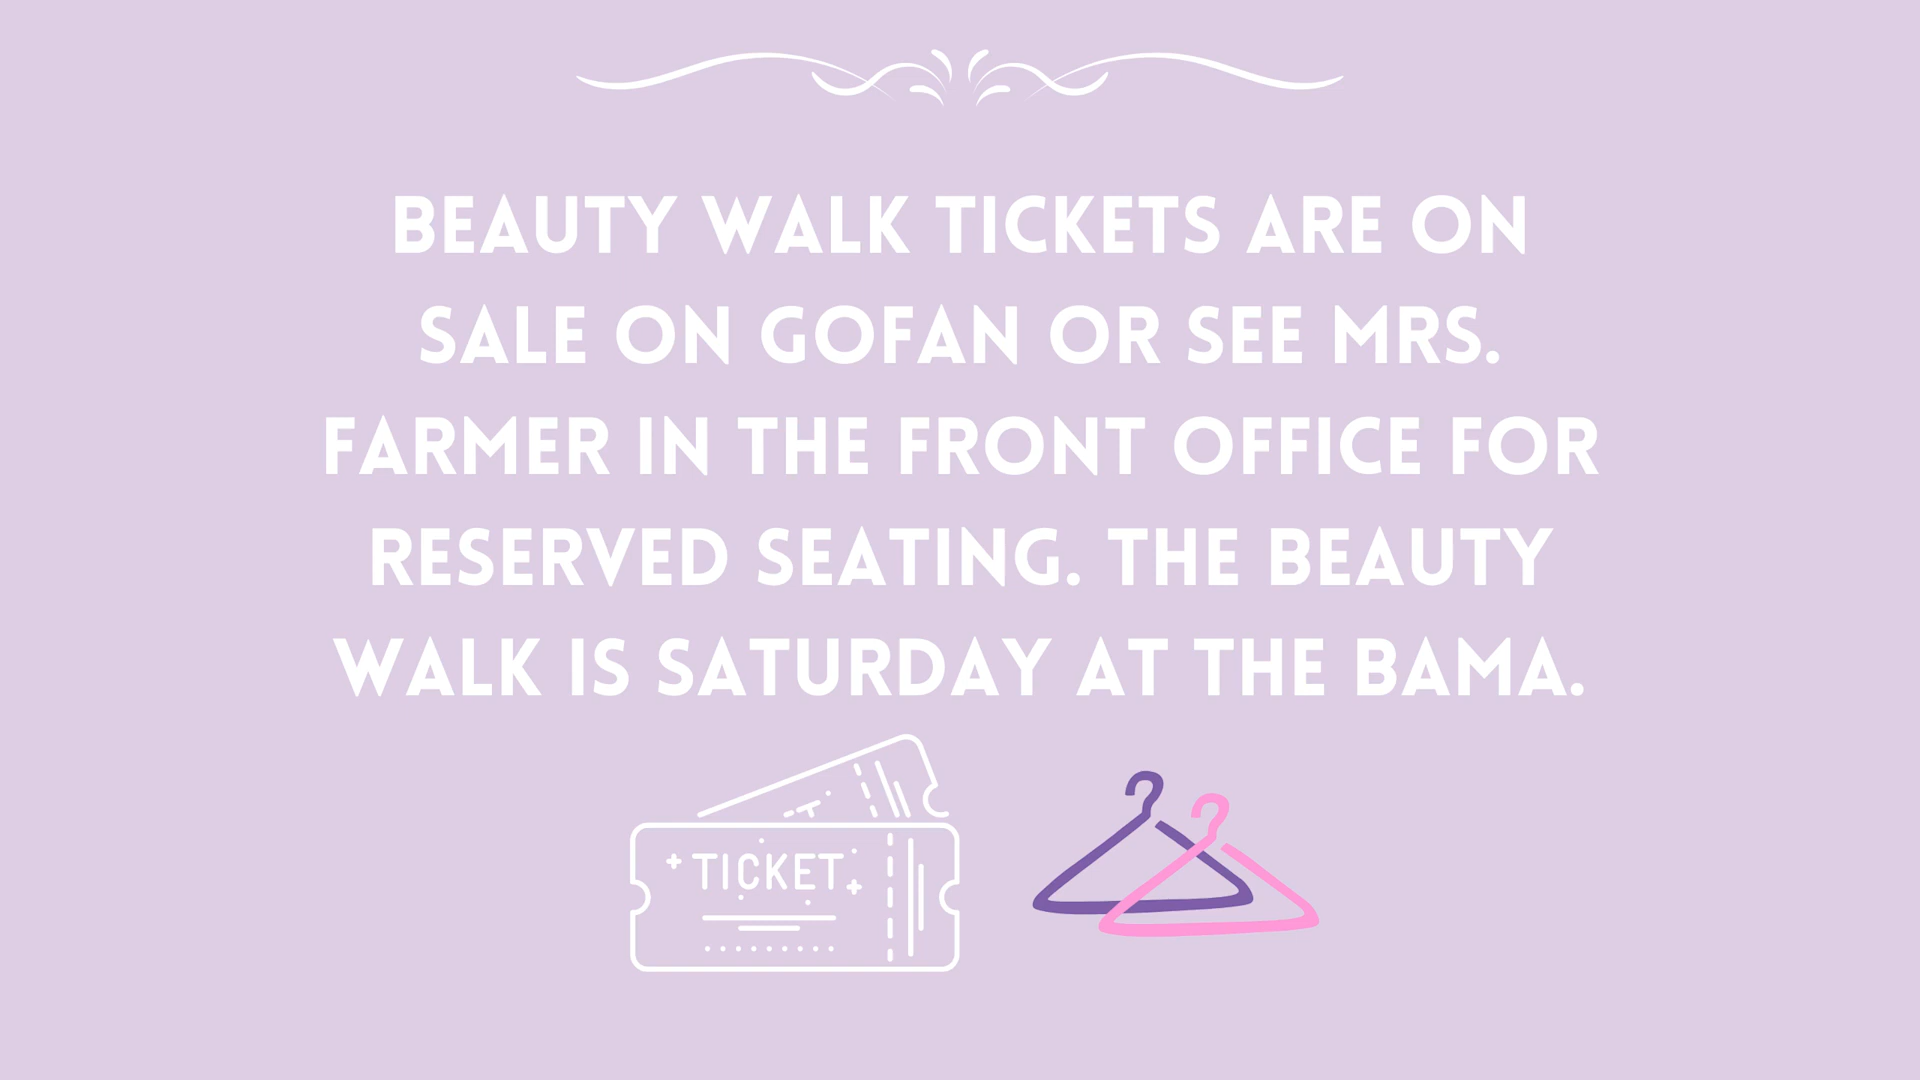 BEAUTY WALK TICKETS ARE ON
SALE ON GOFAN OR SEE MRS.
FARMER IN THE FRONT OFFICE FOR
RESERVED SEATING. THE BEAUTY
WALK IS SATURDAY AT THE BAMA.
TICKET